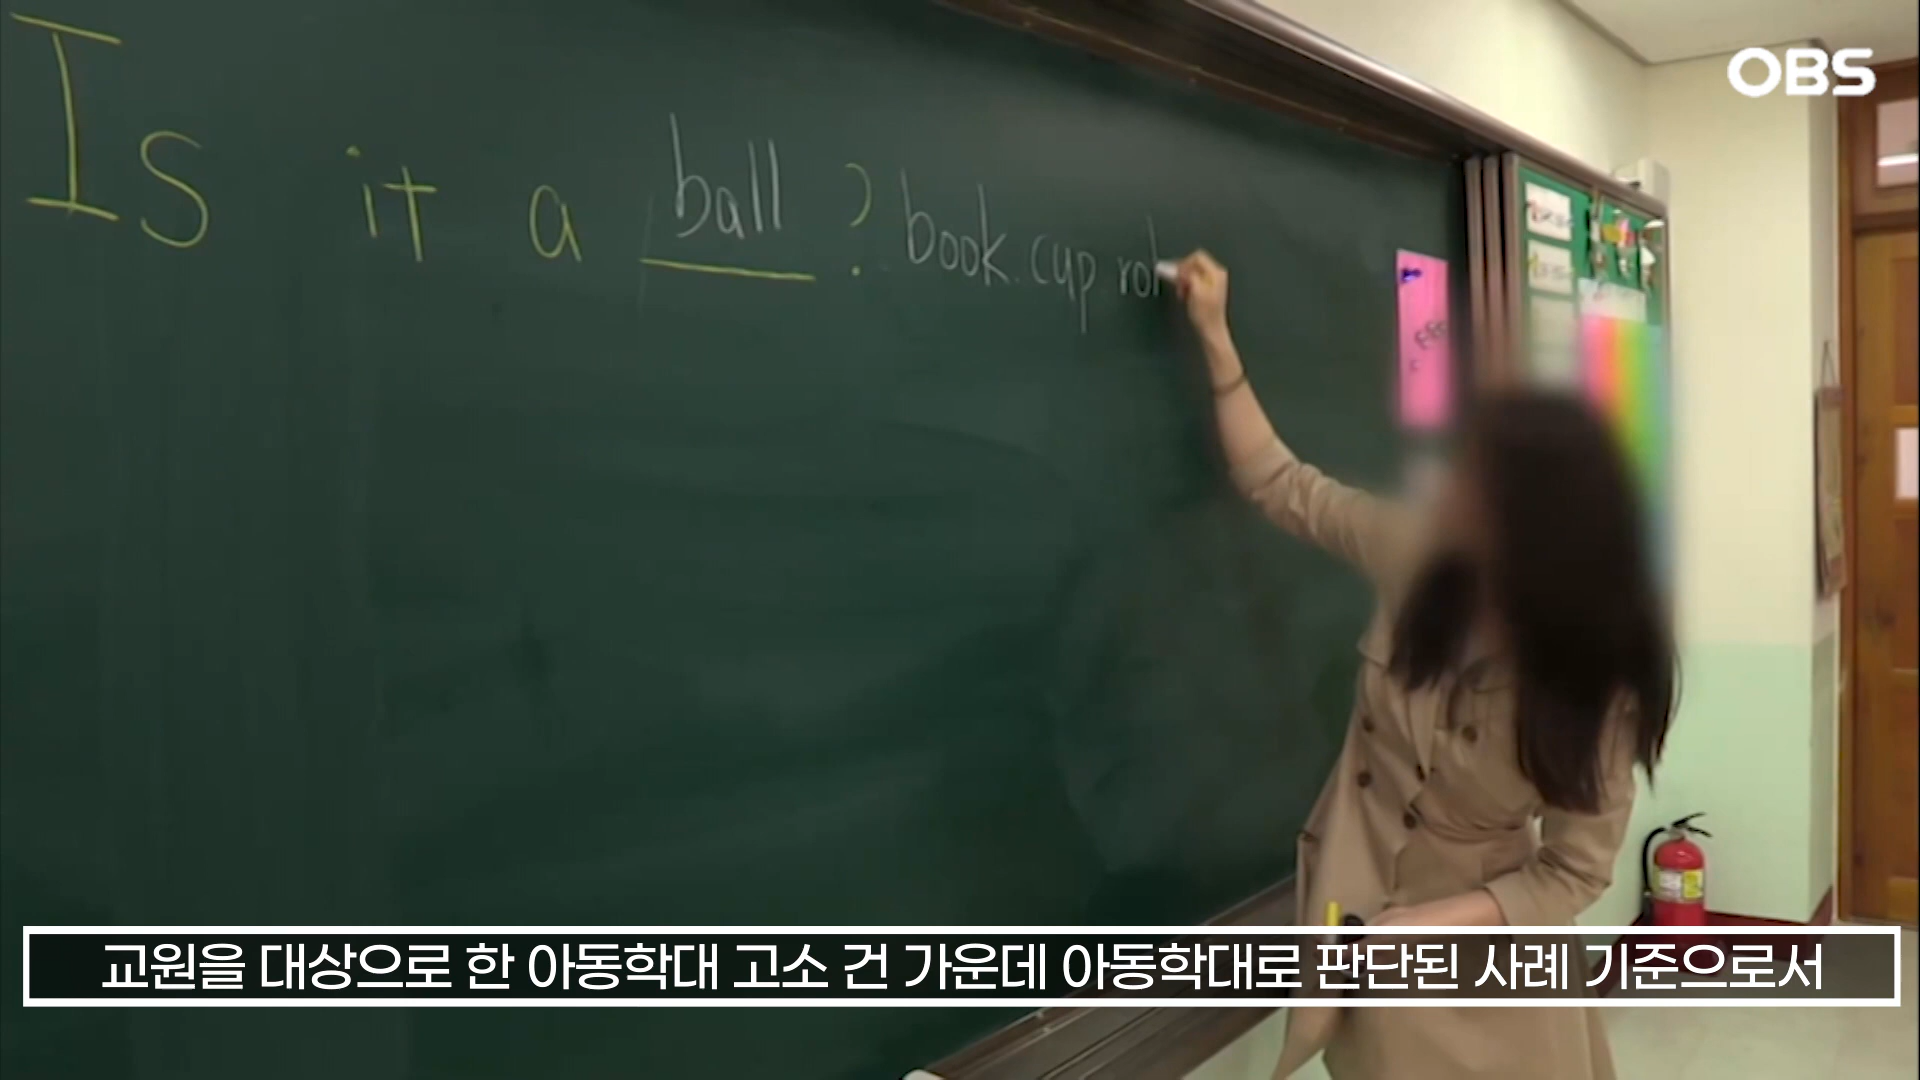 OBS
Is it a ball ? book. cup rob
교원을 대상으로 한 아동학대 고소 건 가운데 아동학대로 판단된 사례 기준으로서